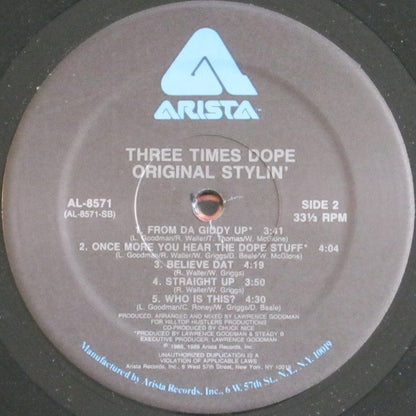 ARISTA™
THREE TIMES DOPE
ORIGINAL STYLIN'
AL-8571
(AL-8571-SB)
SIDE 2
33⅓ RPM
1. FROM DA GIDDY UP* 3:41
(L. Goodman/R. Waller/T. Thomas/W. McGlone)
2. ONCE MORE YOU HEAR THE DOPE STUFF* 4:04
(L. Goodman/R. Waller/W. Griggs/D. Beale/W. McGlone)
3. BELIEVE DAT 4:19
(R. Waller/W. Griggs)
4. STRAIGHT UP 3:50
(R. Waller/W. Griggs)
5. WHO IS THIS? 4:30
(L. Goodman/C. Roney/W. Griggs/D. Beale)
PRODUCED, ARRANGED AND MIXED BY LAWRENCE GOODMAN
FOR HILLTOP HUSTLERS PRODUCTIONS
CO-PRODUCED BY CHUCK NICE
*PRODUCED BY LAWRENCE GOODMAN & STEADY B
EXECUTIVE PRODUCER, LAWRENCE GOODMAN
℗ 1988, 1989 Arista Records, Inc.
UNAUTHORIZED DUPLICATION IS A
VIOLATION OF APPLICABLE LAWS
Arista Records, Inc., 6 West 57th Street, New York, NY 10019
Manufactured by Arista Records, Inc., 6 W. 57th St., N.Y., N.Y. 10019